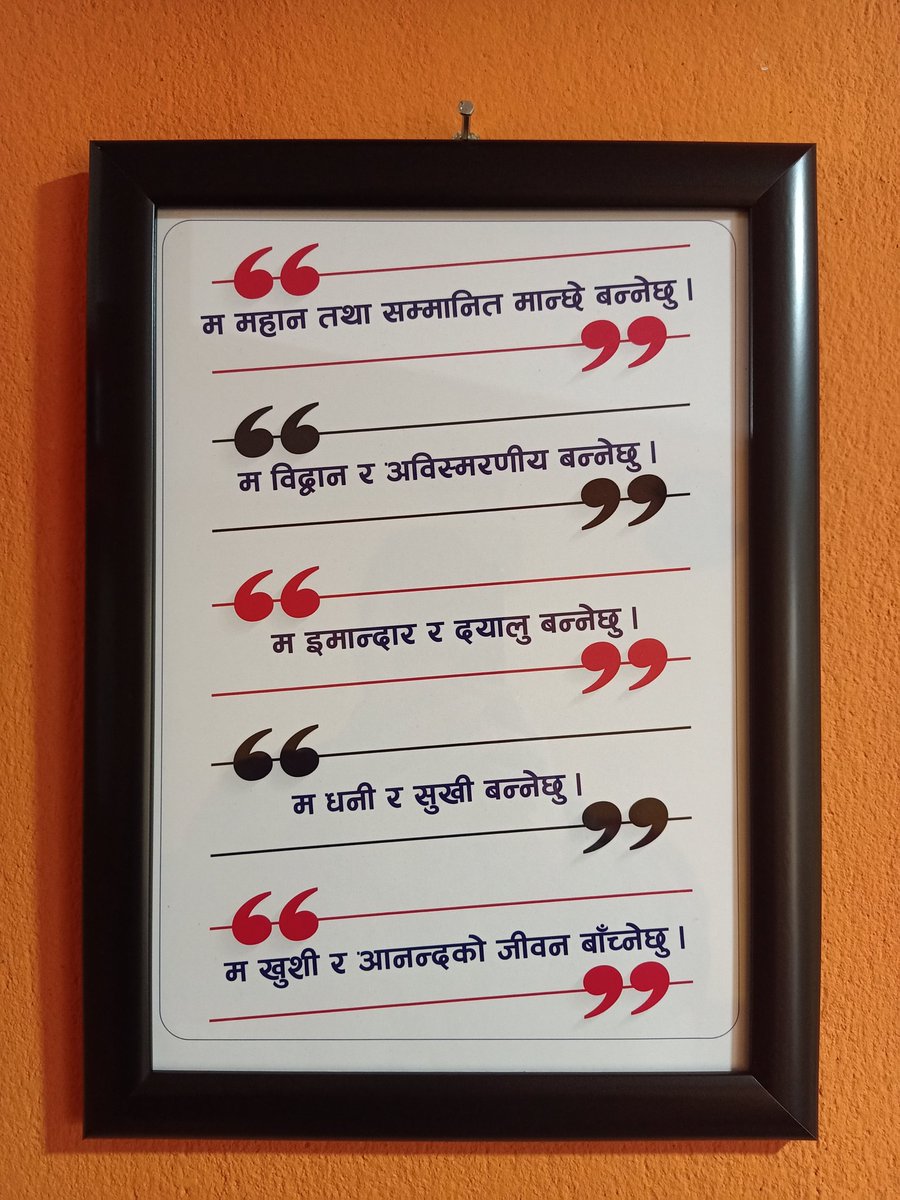 म महान तथा सम्मानित मान्छे बन्नेछु ।
म विद्वान र अविस्मरणीय बन्नेछु ।
म इमान्दार र दयालु बन्नेछु ।
म धनी र सुखी बन्नेछु ।
म खुशी र आनन्दको जीवन बाँच्नेछु ।